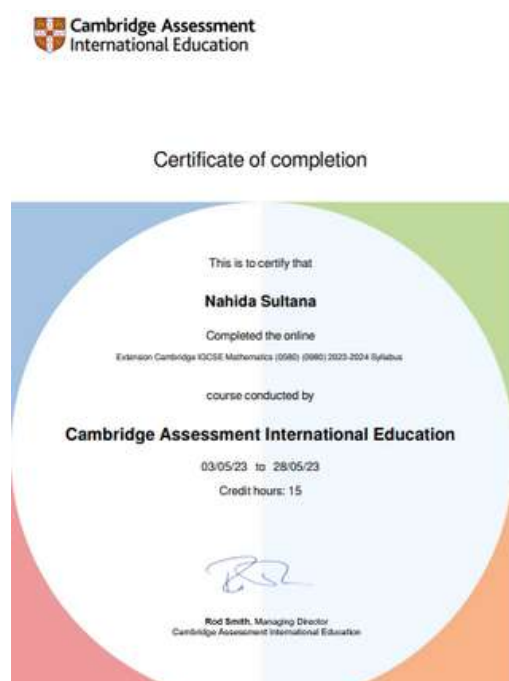 Cambridge Assessment
International Education
Certificate of completion
This is to certify that
Nahida Sultana
Completed the online
Extension Cambridge IGCSE Mathematics (0580) (0980) 2023-2024 Syllabus
course conducted by
Cambridge Assessment International Education
03/05/23 to 28/05/23
Credit hours: 15
Rod Smith, Managing Director
Cambridge Assessment International Education